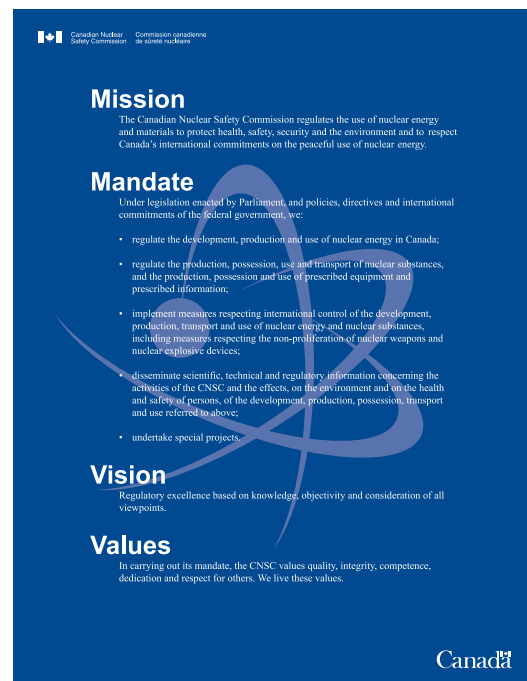 Canadian Nuclear
Safety Commission
Commission canadienne
de sûreté nucléaire
Mission
The Canadian Nuclear Safety Commission regulates the use of nuclear energy
and materials to protect health, safety, security and the environment and to respect
Canada's international commitments on the peaceful use of nuclear energy.
Mandate
Under legislation enacted by Parliament, and policies, directives and international
commitments of the federal government, we:
• regulate the development, production and use of nuclear energy in Canada;
• regulate the production, possession, use and transport of nuclear substances,
and the production, possession and use of prescribed equipment and
prescribed information;
• implement measures respecting international control of the development,
production, transport and use of nuclear energy and nuclear substances,
including measures respecting the non-proliferation of nuclear weapons and
nuclear explosive devices;
• disseminate scientific, technical and regulatory information concerning the
activities of the CNSC and the effects, on the environment and on the health
and safety of persons, of the development, production, possession, transport
and use referred to above;
• undertake special projects.
Vision
Regulatory excellence based on knowledge, objectivity and consideration of all
viewpoints.
Values
In carrying out its mandate, the CNSC values quality, integrity, competence,
dedication and respect for others. We live these values.
Canada